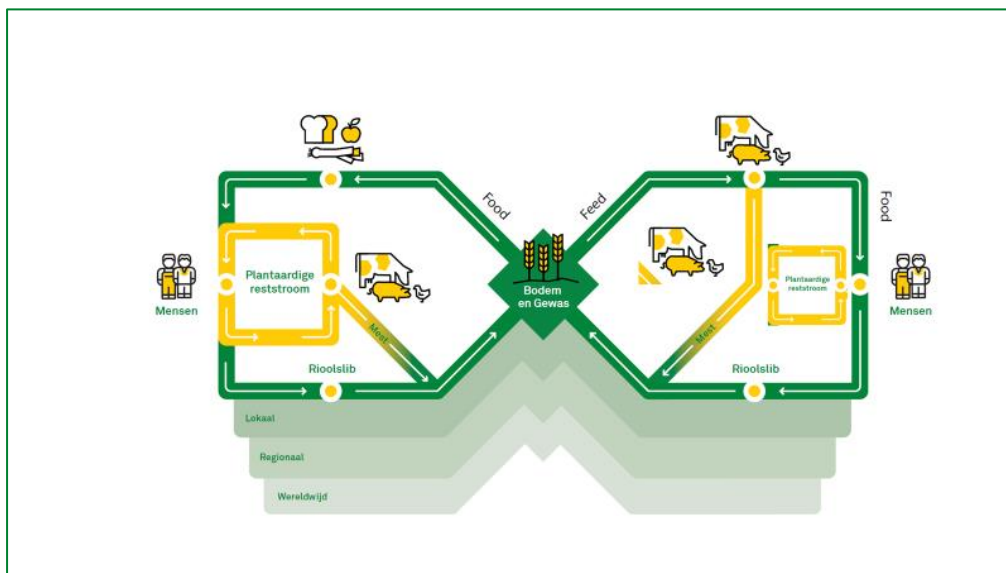 Food
Feed
Food
Plantaardige
reststroom
Mensen
Bodem
en Gewas
Plantaardige
reststroom
Mensen
Mest
Mest
Rioolslib
Rioolslib
Lokaal
Regionaal
Wereldwijd